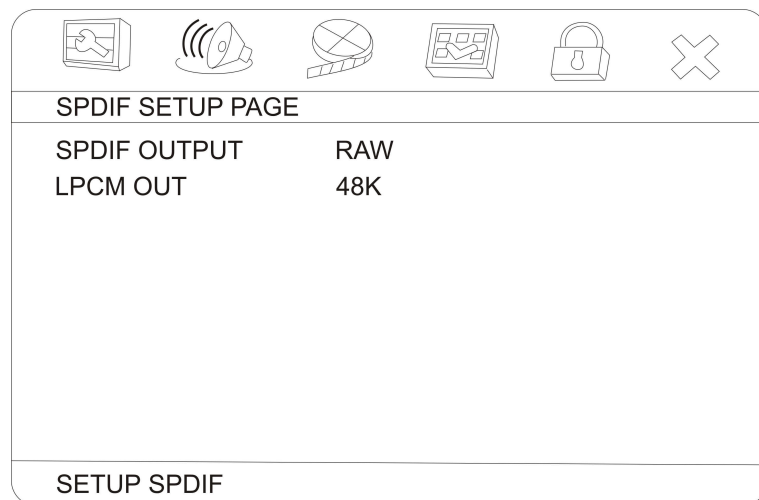 SPDIF SETUP PAGE
SPDIF OUTPUT RAW
LPCM OUT 48K
SETUP SPDIF